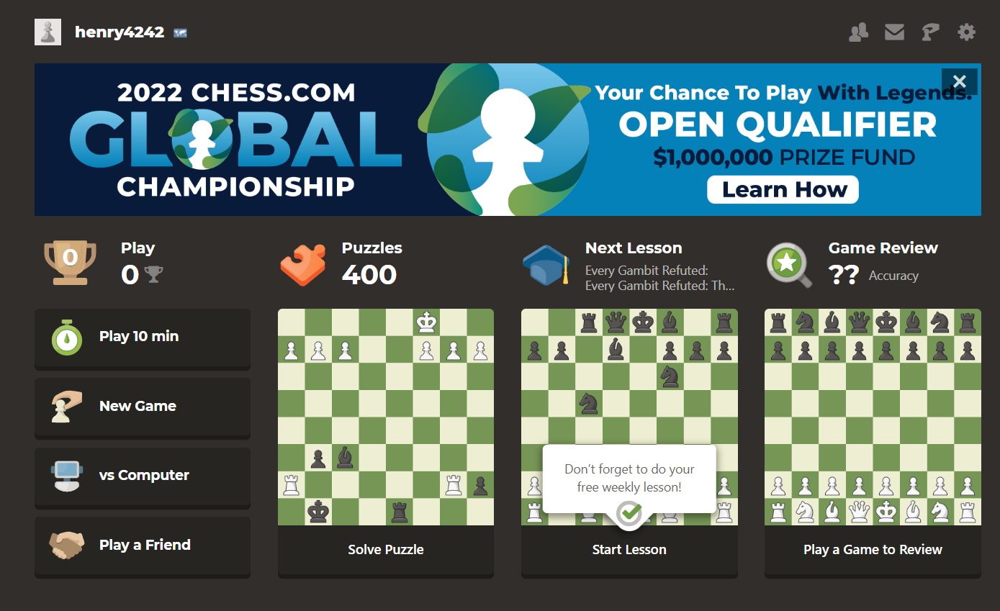 henry4242
2022 CHESS.COM
GLOBAL
CHAMPIONSHIP
Your Chance To Play With Legends.
OPEN QUALIFIER
$1,000,000 PRIZE FUND
Learn How
0
Play
0
Puzzles
400
Next Lesson
Every Gambit Refuted:
Every Gambit Refuted: Th...
Game Review
?? Accuracy
Play 10 min
New Game
vs Computer
Play a Friend
Solve Puzzle
Don't forget to do your
free weekly lesson!
Start Lesson
Play a Game to Review